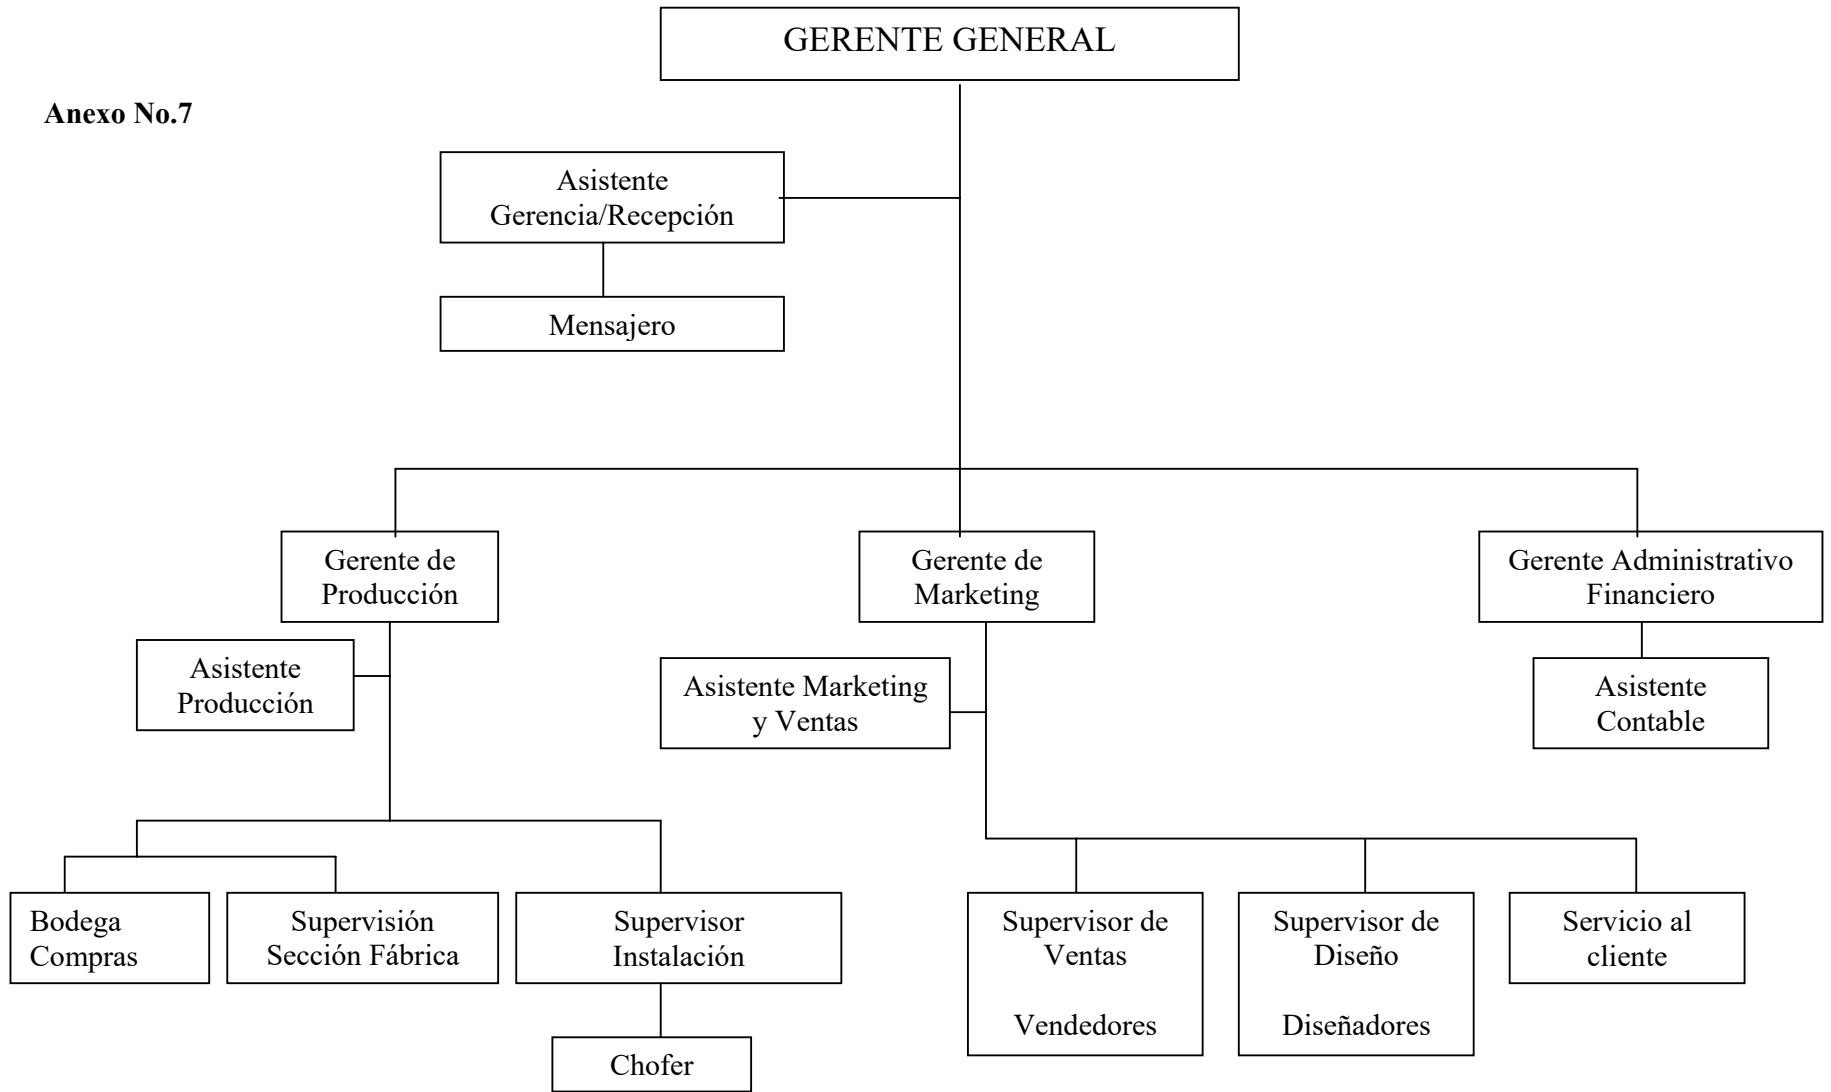 GERENTE GENERAL
Anexo No.7
Asistente
Gerencia/Recepción
Mensajero
Gerente de
Producción
Gerente de
Marketing
Gerente Administrativo
Financiero
Asistente
Producción
Asistente Marketing
y Ventas
Asistente
Contable
Bodega
Compras
Supervisión
Sección Fábrica
Supervisor
Instalación
Supervisor de
Ventas
Vendedores
Supervisor de
Diseño
Diseñadores
Servicio al
cliente
Chofer